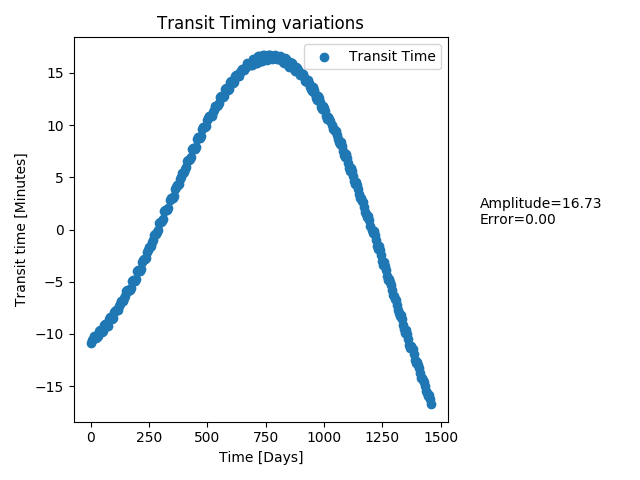 Transit Timing variations
Transit Time
Transit time [Minutes]
15
10
5
0
−5
−10
−15
0
250
500
750
1000
1250
1500
Time [Days]
Amplitude=16.73
Error=0.00